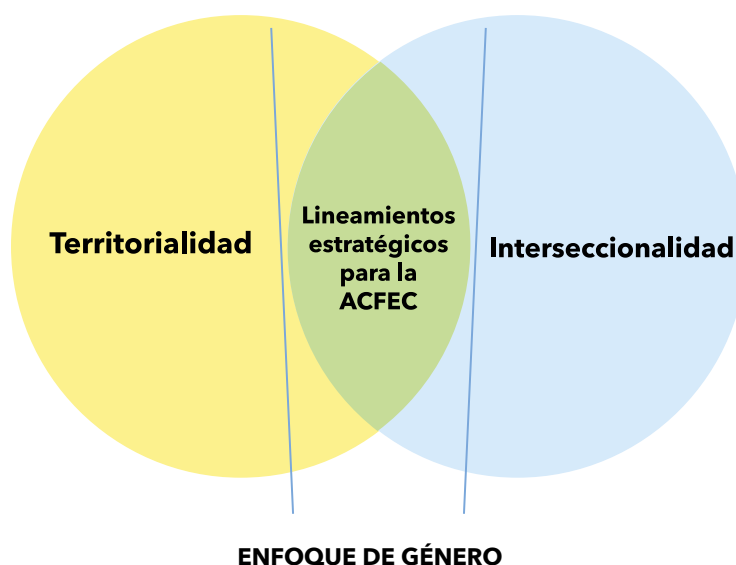 Territorialidad
Lineamientos
estratégicos
para la
ACFEC
Interseccionalidad
ENFOQUE DE GÉNERO